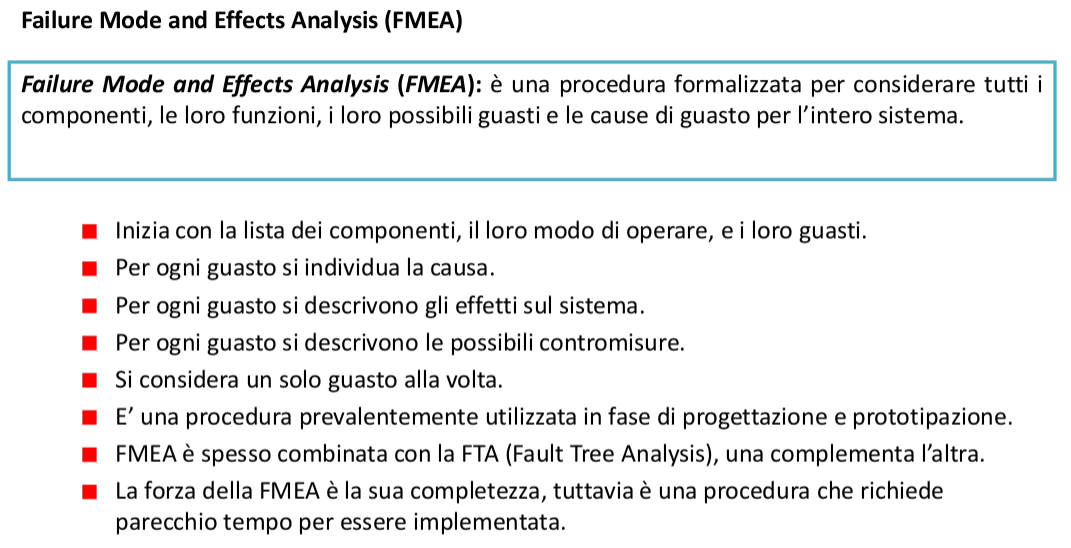 Failure Mode and Effects Analysis (FMEA)
Failure Mode and Effects Analysis (FMEA): è una procedura formalizzata per considerare tutti i
componenti, le loro funzioni, i loro possibili guasti e le cause di guasto per l’intero sistema.
■ Inizia con la lista dei componenti, il loro modo di operare, e i loro guasti.
■ Per ogni guasto si individua la causa.
■ Per ogni guasto si descrivono gli effetti sul sistema.
■ Per ogni guasto si descrivono le possibili contromisure.
■ Si considera un solo guasto alla volta.
■ E’ una procedura prevalentemente utilizzata in fase di progettazione e prototipazione.
■ FMEA è spesso combinata con la FTA (Fault Tree Analysis), una complementa l’altra.
■ La forza della FMEA è la sua completezza, tuttavia è una procedura che richiede
parecchio tempo per essere implementata.